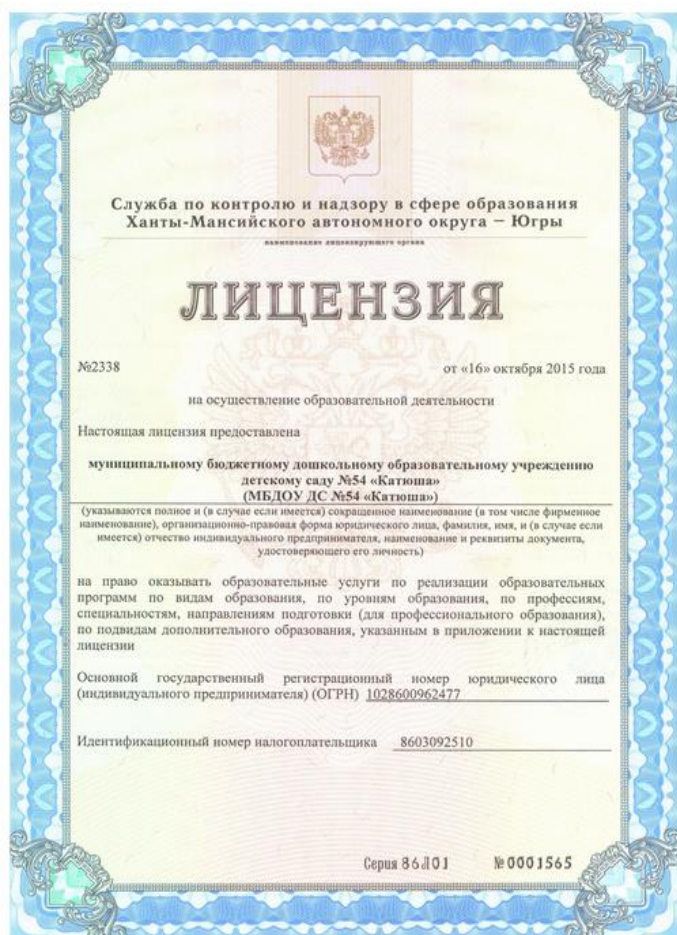 Служба по контролю и надзору в сфере образования
Ханты-Мансийского автономного округа – Югры
наименование лицензирующего органа
ЛИЦЕНЗИЯ
№2338 от «16» октября 2015 года
на осуществление образовательной деятельности
Настоящая лицензия предоставлена
муниципальному бюджетному дошкольному образовательному учреждению
детскому саду №54 «Катюша»
(МБДОУ ДС №54 «Катюша»)
(указываются полное и (в случае если имеется) сокращенное наименование (в том числе фирменное
наименование), организационно-правовая форма юридического лица, фамилия, имя, и (в случае если
имеется) отчество индивидуального предпринимателя, наименование и реквизиты документа,
удостоверяющего его личность)
на право оказывать образовательные услуги по реализации образовательных
программ по видам образования, по уровням образования, по профессиям,
специальностям, направлениям подготовки (для профессионального образования),
по подвидам дополнительного образования, указанным в приложении к настоящей
лицензии
Основной государственный регистрационный номер юридического лица
(индивидуального предпринимателя) (ОГРН) 1028600962477
Идентификационный номер налогоплательщика 8603092510
Серия 86Л01 №0001565